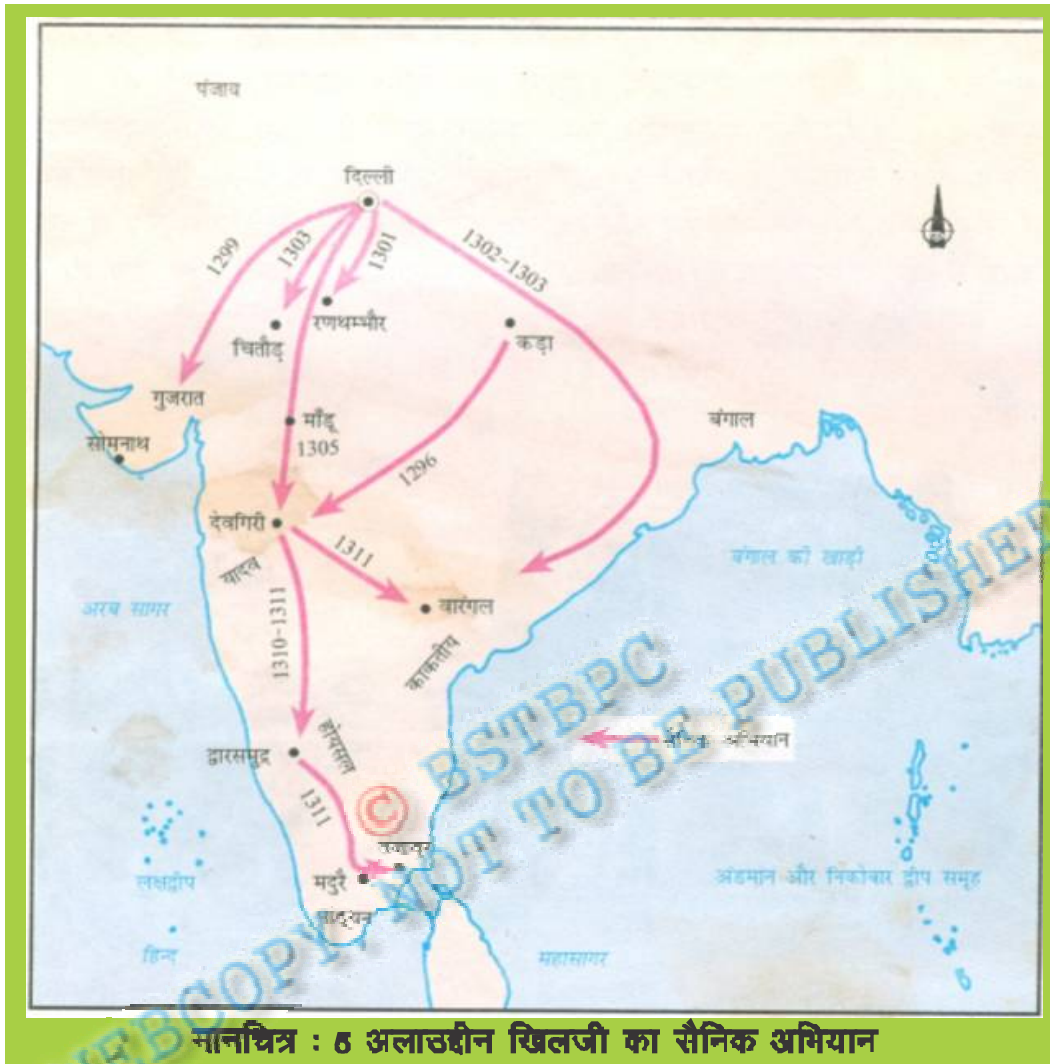 पंजाय
दिल्ली
1299
1303
1301
1302-1303
रणथम्भौर
चितौड़
कड़ा
गुजरात
माँडू
1305
बंगाल
सोमनाथ
1296
देवगिरी
यादव
1311
बंगाल की खाड़ी
अरब सागर
वारंगल
1310-1311
काकतीय
द्वारसमुद्र
होयसल
अभियान
1311
मदुरै
लक्षद्वीप
अंडमान और निकोबार द्वीप समूह
हिन्द
महासागर
© BSTBPC
WEBCOPY, NOT TO BE PUBLISHED
मानचित्र : 5 अलाउद्दीन खिलजी का सैनिक अभियान